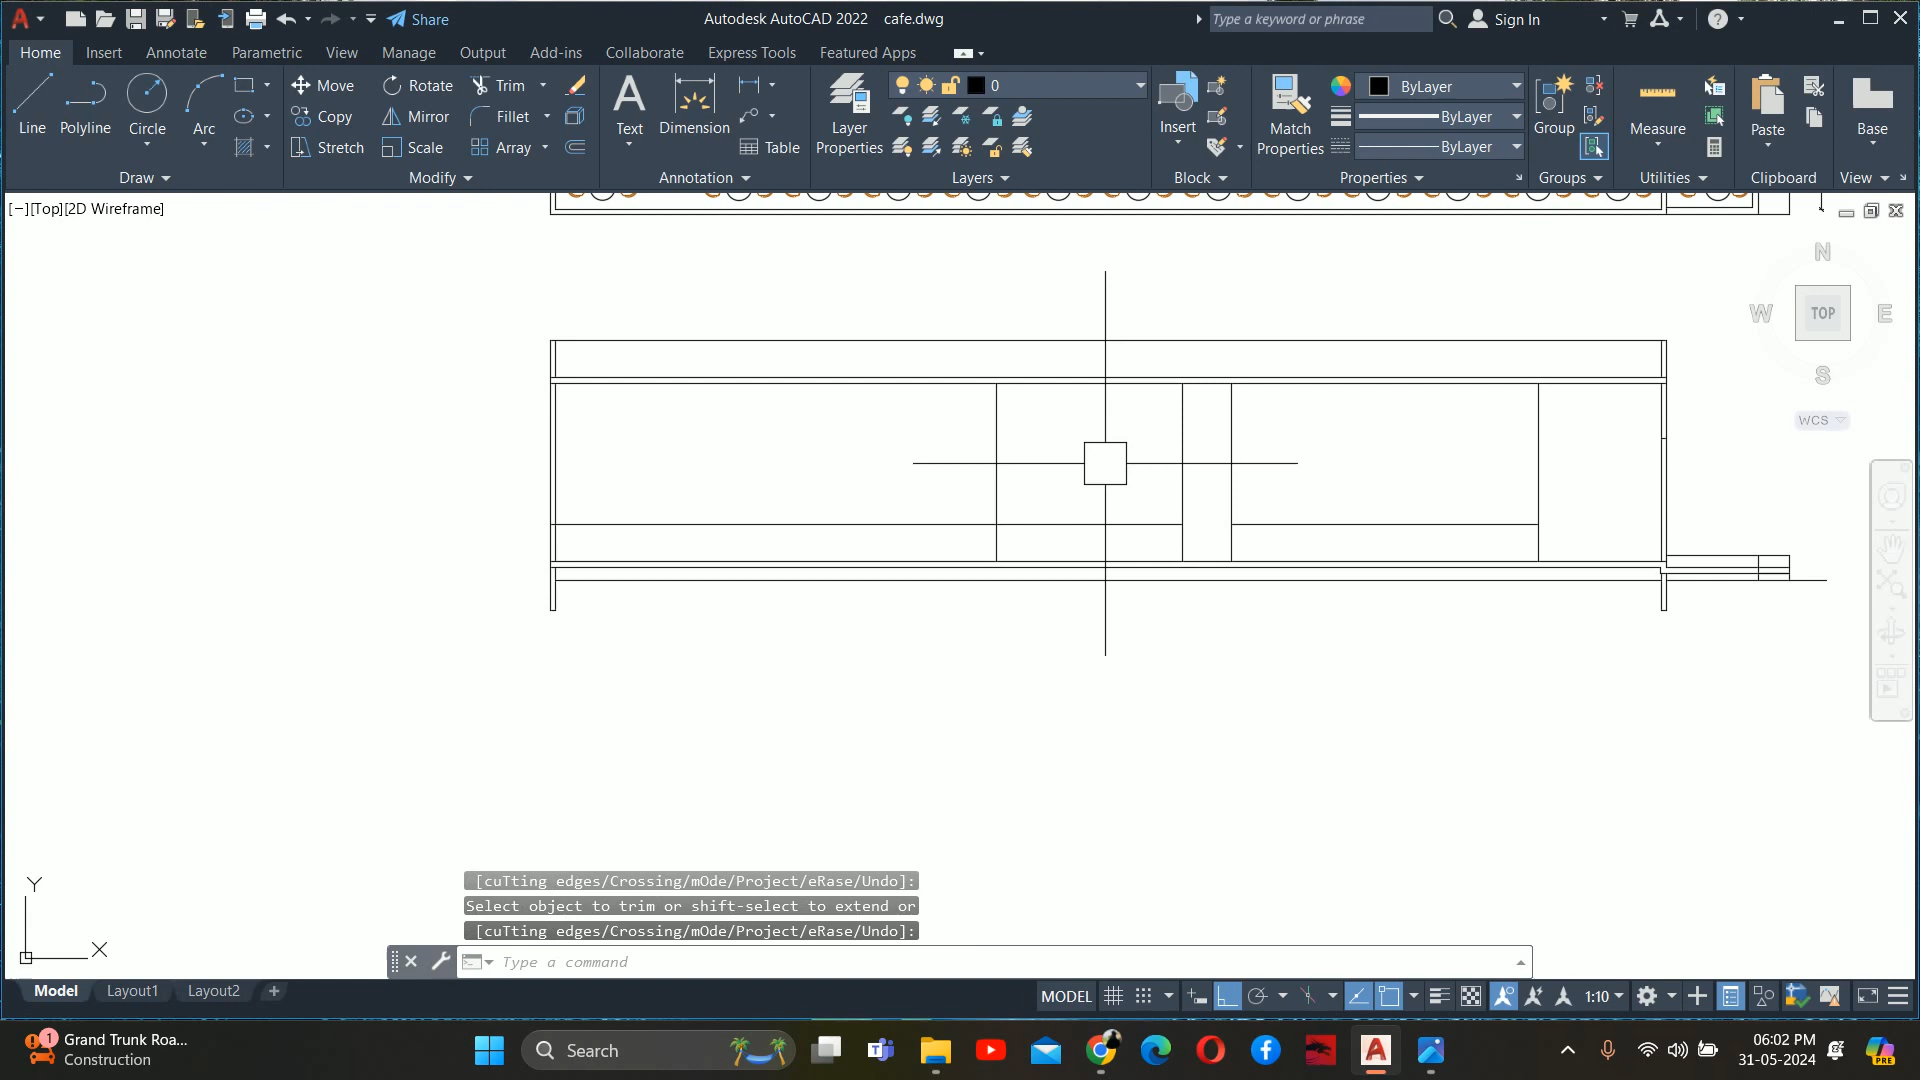 A Share Autodesk AutoCAD 2022 cafe.dwg Type a keyword or phrase Sign In ?
Home Insert Annotate Parametric View Manage Output Add-ins Collaborate Express Tools Featured Apps
Line Polyline Circle Arc
Move Rotate Trim
Copy Mirror Fillet
Stretch Scale Array
Text Dimension Table
Layer Properties
0
Insert
Match Properties
ByLayer
ByLayer
ByLayer
Group
Measure
Paste
Base
Draw Modify Annotation Layers Block Properties Groups Utilities Clipboard View
[−][Top][2D Wireframe]
N
W TOP E
S
WCS
Y
X
[cuTting edges/Crossing/mOde/Project/eRase/Undo]:
Select object to trim or shift-select to extend or
[cuTting edges/Crossing/mOde/Project/eRase/Undo]:
Type a command
Model Layout1 Layout2 + MODEL 1:10
1
Grand Trunk Roa...
Construction
Search
06:02 PM
31-05-2024
PRE